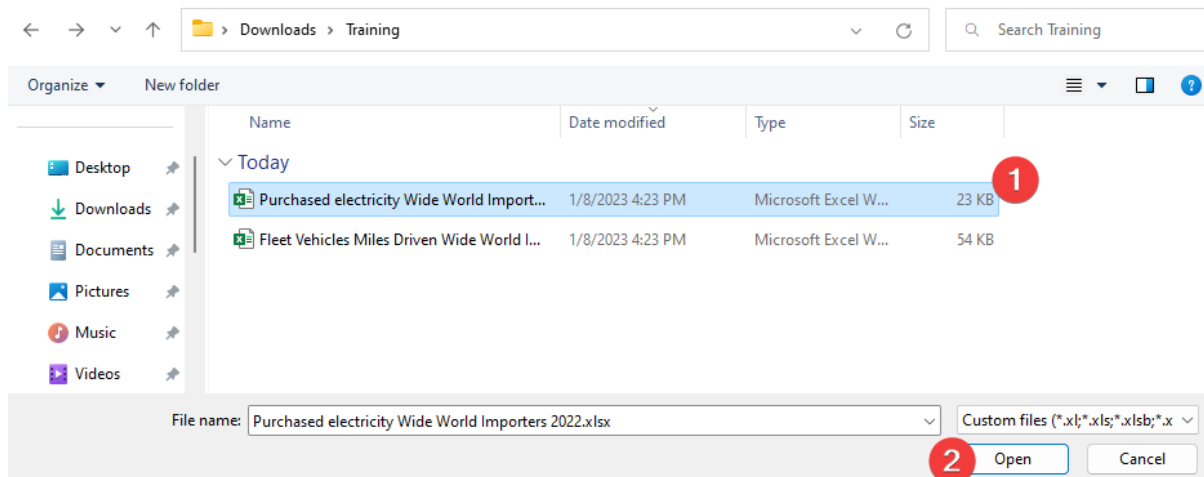 Downloads > Training
Search Training
Organize
New folder
Name Date modified Type Size
Today
Desktop
Downloads
Documents
Pictures
Music
Videos
Purchased electricity Wide World Import... 1/8/2023 4:23 PM Microsoft Excel W... 23 KB
1
Fleet Vehicles Miles Driven Wide World I... 1/8/2023 4:23 PM Microsoft Excel W... 54 KB
File name: Purchased electricity Wide World Importers 2022.xlsx
Custom files (*.xl;*.xls;*.xlsb;*.x
2
Open
Cancel